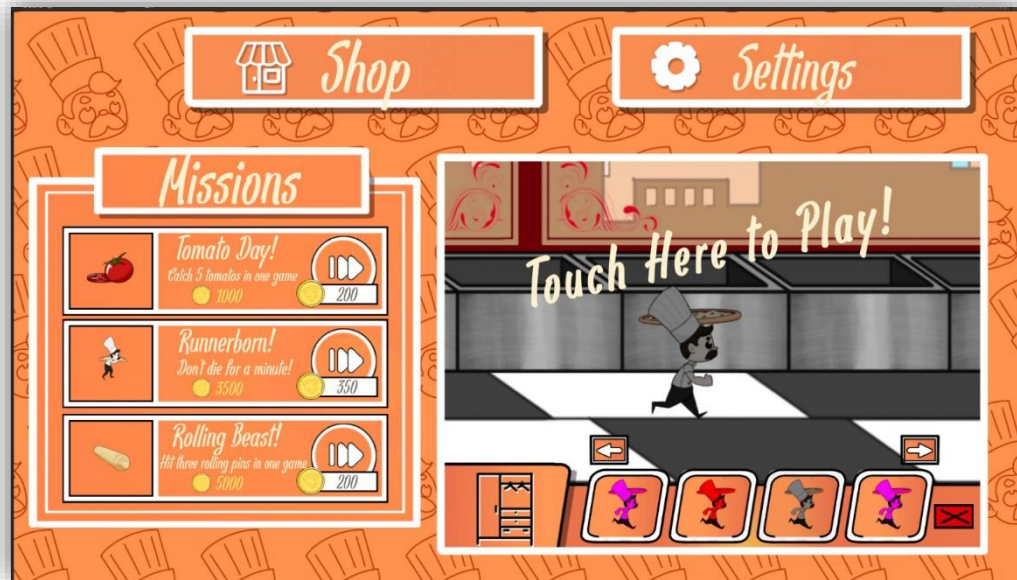 Shop
Settings
Missions
Tomato Day!
Catch 5 tomatos in one game
1000
200
Runnerborn!
Don't die for a minute!
3500
350
Rolling Beast!
Hit three rolling pins in one game
5000
200
Touch Here to Play!